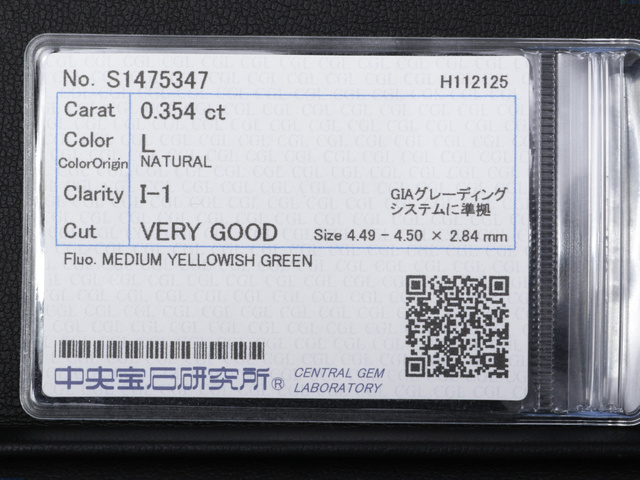 No. S1475347
H112125
Carat 0.354 ct
Color L
ColorOrigin NATURAL
Clarity I-1
GIAグレーディング
システムに準拠
Cut VERY GOOD Size 4.49 - 4.50 × 2.84 mm
Fluo. MEDIUM YELLOWISH GREEN
中央宝石研究所® CENTRAL GEM
LABORATORY